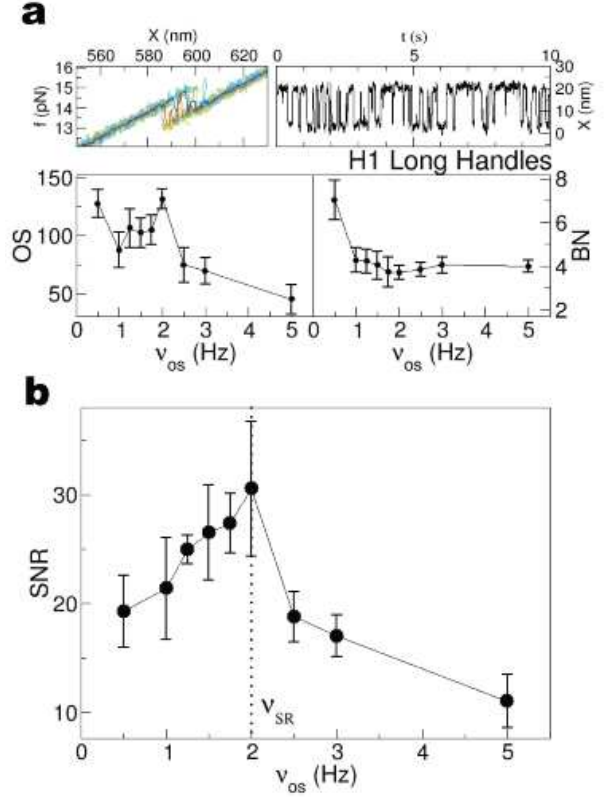 a
X (nm)
t (s)
560 580 600 620
0 5 10
f (pN)
16
15
14
13
30
20
10
0
X (nm)
H1 Long Handles
OS
150
100
50
8
6
4
2
BN
0 1 2 3 4 5
0 1 2 3 4 5
νos (Hz)
νos (Hz)
b
SNR
30
20
10
νSR
0 1 2 3 4 5
νos (Hz)